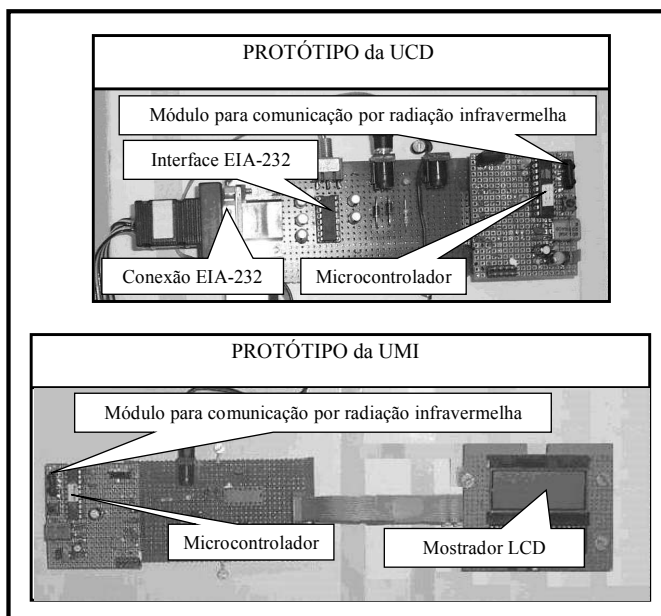 PROTÓTIPO da UCD
Módulo para comunicação por radiação infravermelha
Interface EIA-232
Conexão EIA-232
Microcontrolador
PROTÓTIPO da UMI
Módulo para comunicação por radiação infravermelha
Microcontrolador
Mostrador LCD